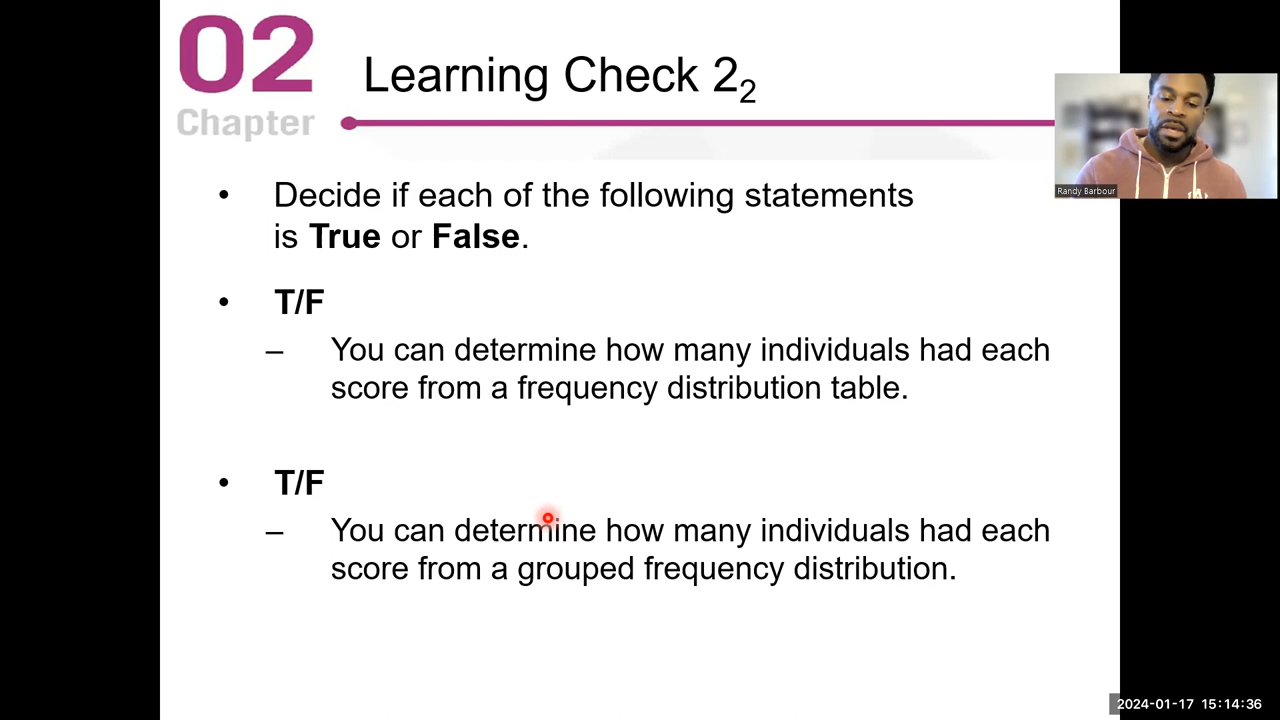 02
Chapter
Learning Check 2₂
Randy Barbour
• Decide if each of the following statements
is True or False.
• T/F
– You can determine how many individuals had each
score from a frequency distribution table.
• T/F
– You can determine how many individuals had each
score from a grouped frequency distribution.
2024-01-17 15:14:36